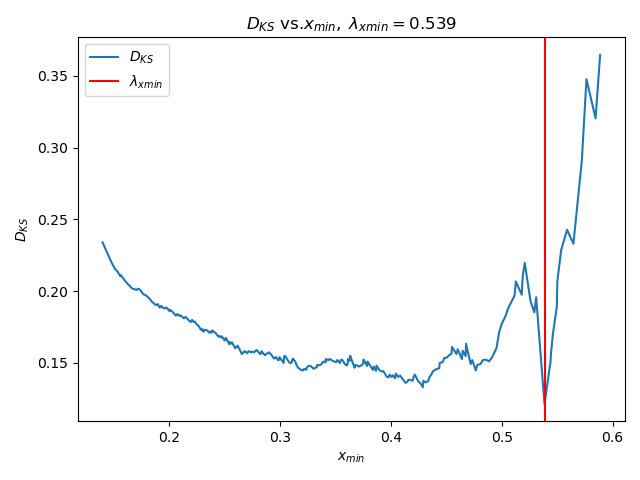 D_KS vs.x_min, λ_xmin = 0.539
D_KS
λ_xmin
0.35
0.30
0.25
0.20
0.15
D_KS
0.2 0.3 0.4 0.5 0.6
x_min